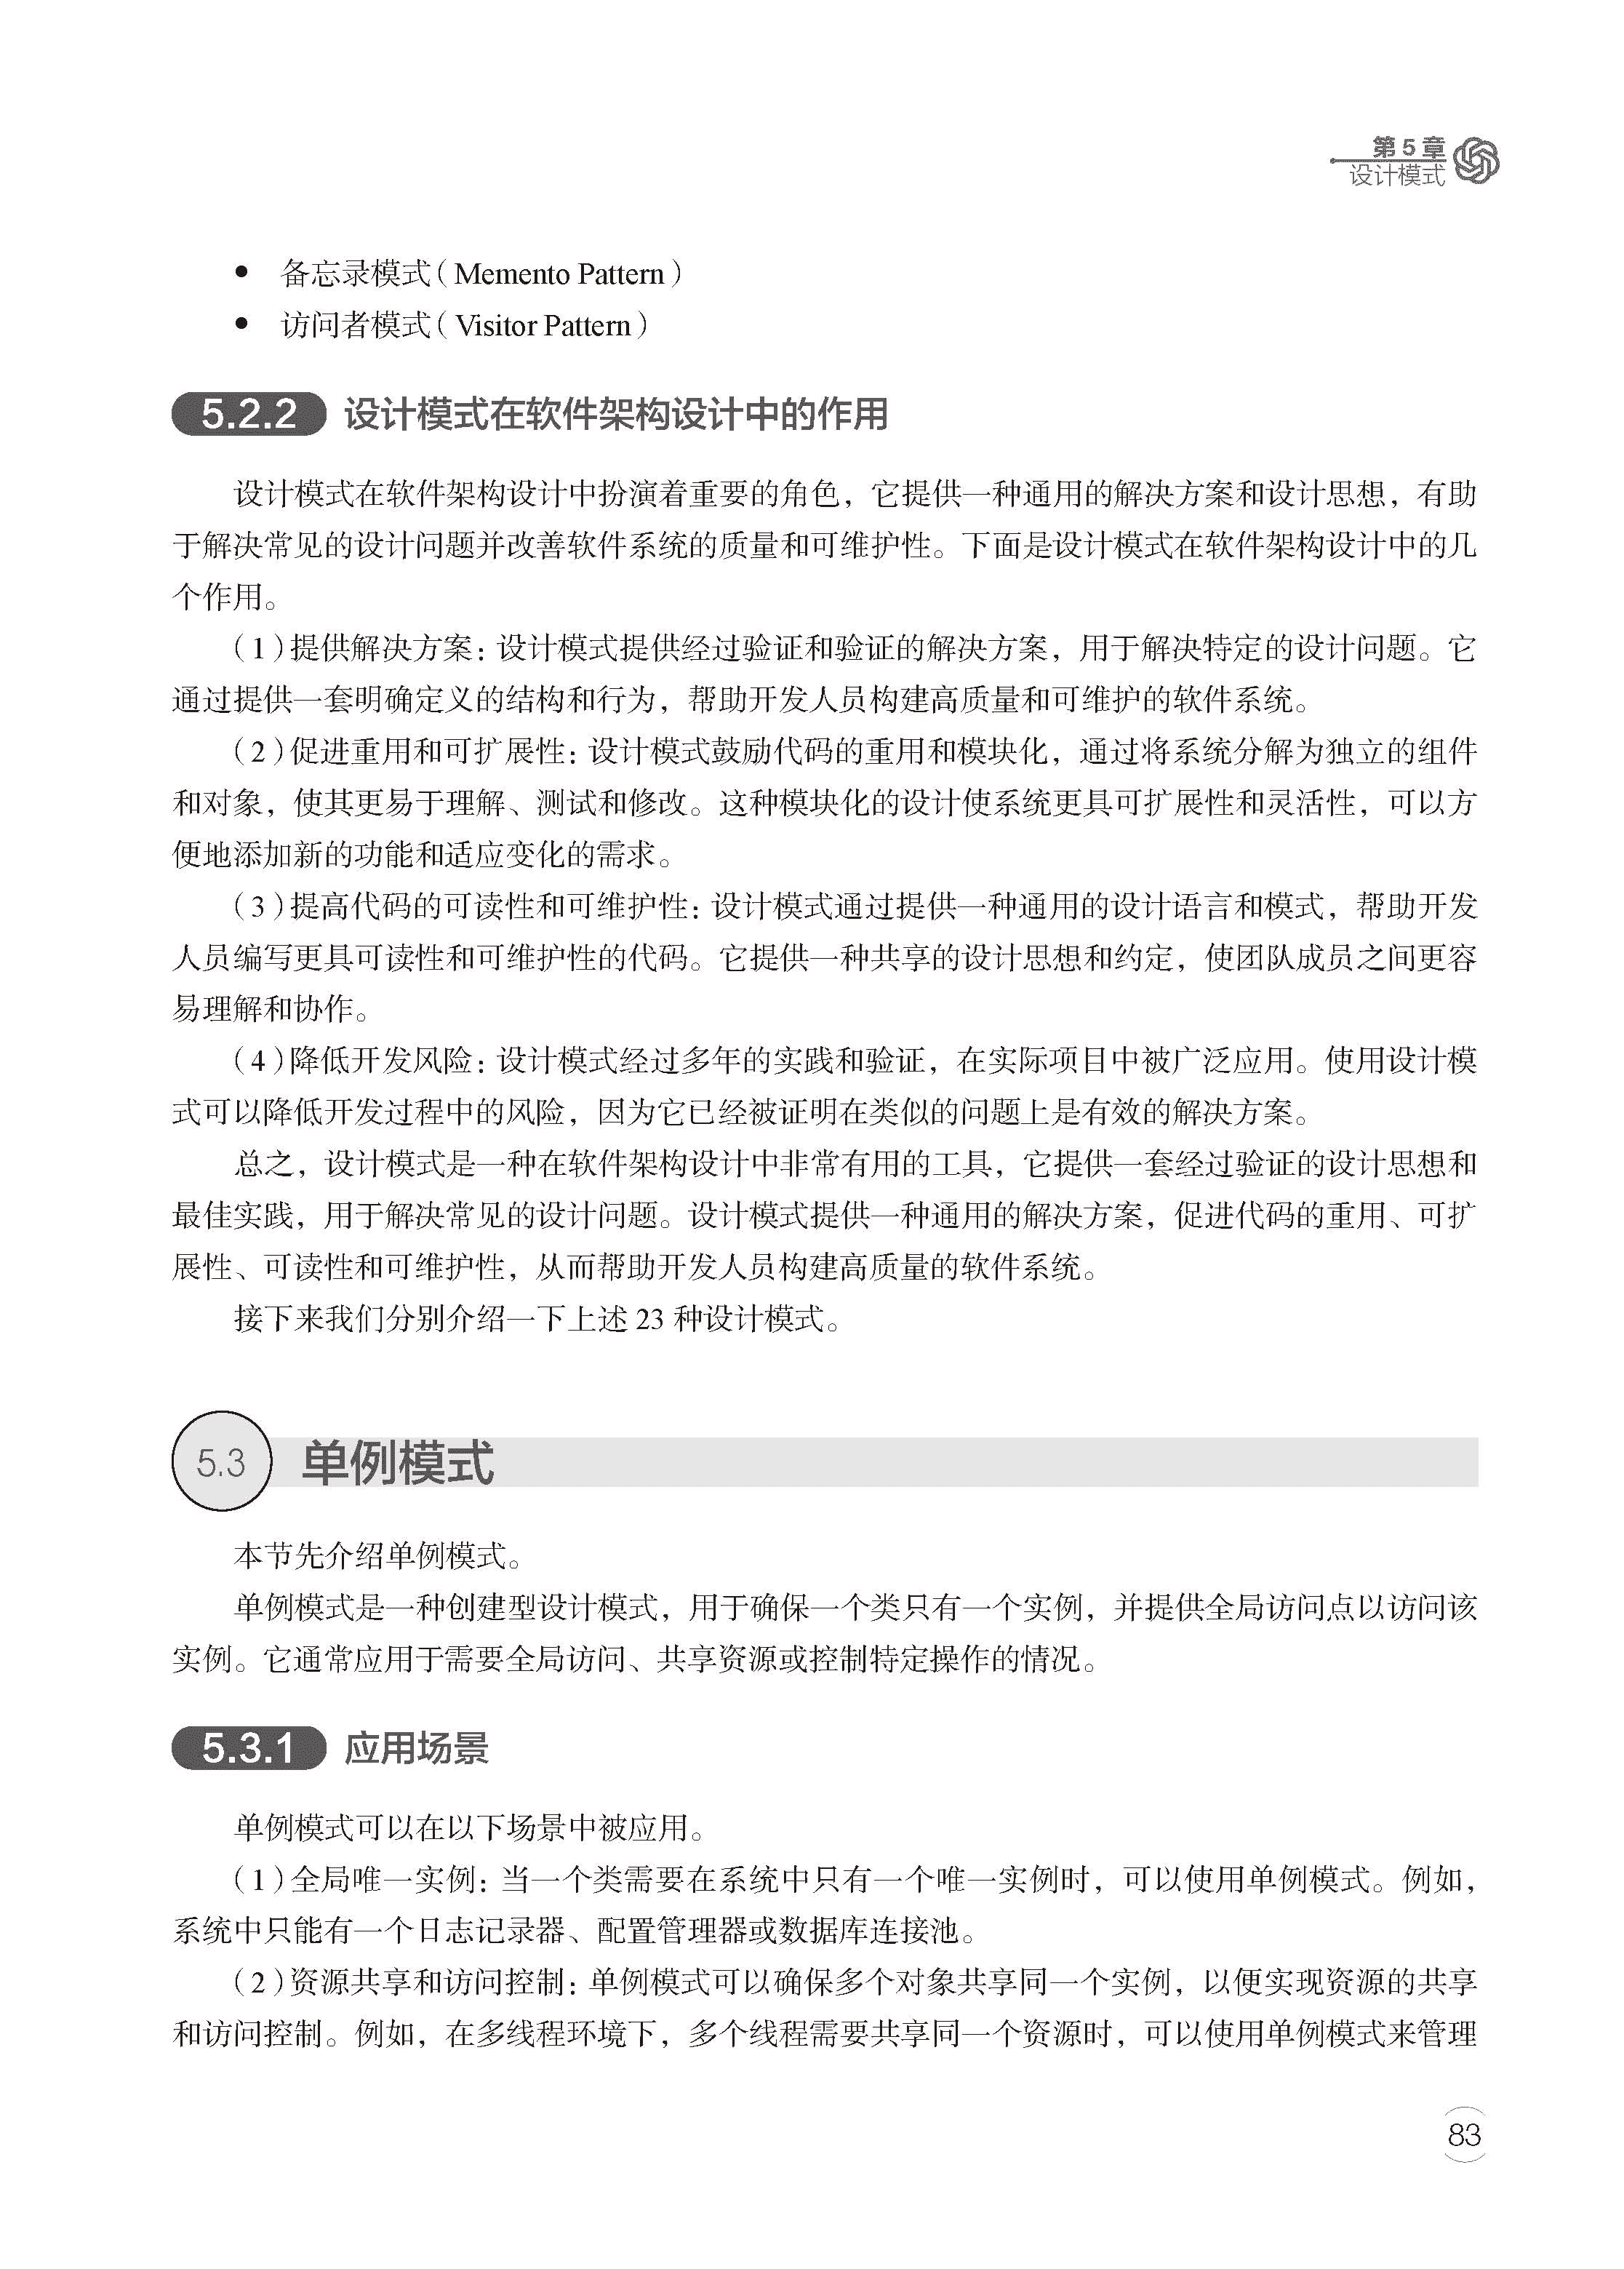 第5章
设计模式
• 备忘录模式（Memento Pattern）
• 访问者模式（Visitor Pattern）
5.2.2 设计模式在软件架构设计中的作用
设计模式在软件架构设计中扮演着重要的角色，它提供一种通用的解决方案和设计思想，有助
于解决常见的设计问题并改善软件系统的质量和可维护性。下面是设计模式在软件架构设计中的几
个作用。
（1）提供解决方案：设计模式提供经过验证和验证的解决方案，用于解决特定的设计问题。它
通过提供一套明确定义的结构和行为，帮助开发人员构建高质量和可维护的软件系统。
（2）促进重用和可扩展性：设计模式鼓励代码的重用和模块化，通过将系统分解为独立的组件
和对象，使其更易于理解、测试和修改。这种模块化的设计使系统更具可扩展性和灵活性，可以方
便地添加新的功能和适应变化的需求。
（3）提高代码的可读性和可维护性：设计模式通过提供一种通用的设计语言和模式，帮助开发
人员编写更具可读性和可维护性的代码。它提供一种共享的设计思想和约定，使团队成员之间更容
易理解和协作。
（4）降低开发风险：设计模式经过多年的实践和验证，在实际项目中被广泛应用。使用设计模
式可以降低开发过程中的风险，因为它已经被证明在类似的问题上是有效的解决方案。
总之，设计模式是一种在软件架构设计中非常有用的工具，它提供一套经过验证的设计思想和
最佳实践，用于解决常见的设计问题。设计模式提供一种通用的解决方案，促进代码的重用、可扩
展性、可读性和可维护性，从而帮助开发人员构建高质量的软件系统。
接下来我们分别介绍一下上述 23 种设计模式。
5.3 单例模式
本节先介绍单例模式。
单例模式是一种创建型设计模式，用于确保一个类只有一个实例，并提供全局访问点以访问该
实例。它通常应用于需要全局访问、共享资源或控制特定操作的情况。
5.3.1 应用场景
单例模式可以在以下场景中被应用。
（1）全局唯一实例：当一个类需要在系统中只有一个唯一实例时，可以使用单例模式。例如，
系统中只能有一个日志记录器、配置管理器或数据库连接池。
（2）资源共享和访问控制：单例模式可以确保多个对象共享同一个实例，以便实现资源的共享
和访问控制。例如，在多线程环境下，多个线程需要共享同一个资源时，可以使用单例模式来管理
83